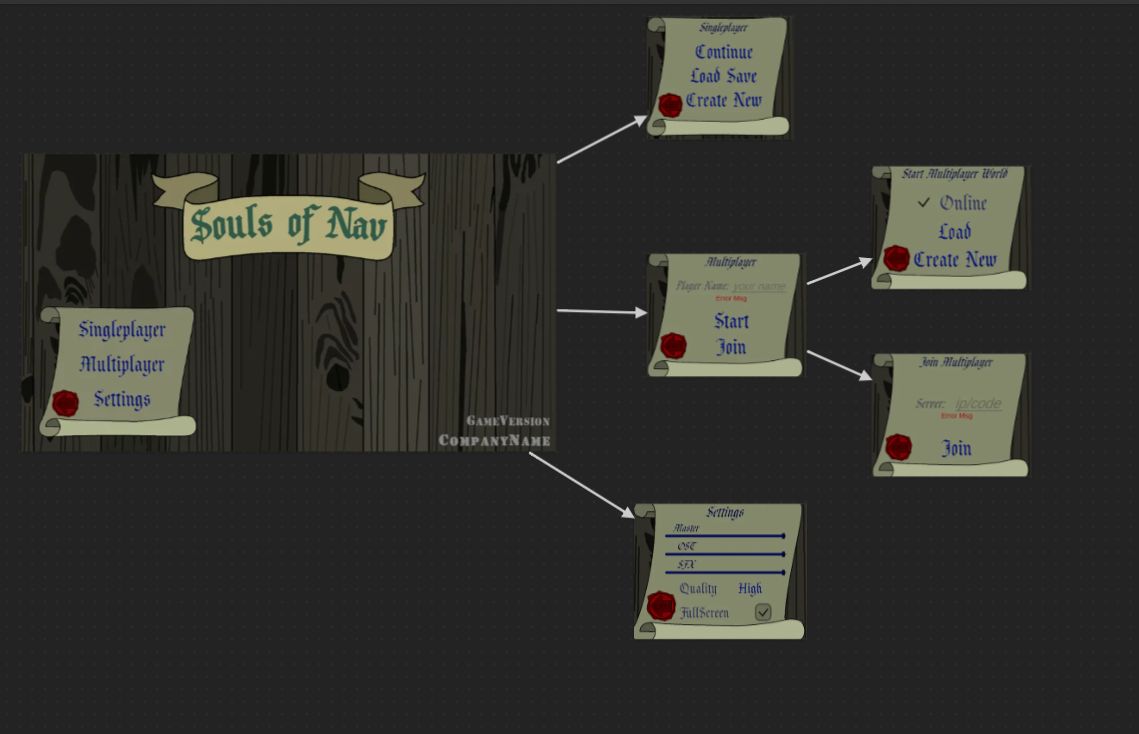 Souls of Nav
Singleplayer
Multiplayer
Settings
GameVersion
CompanyName
Singleplayer
Continue
Load Save
Create New
Multiplayer
Player Name: your name
Error Msg
Start
Join
Start Multiplayer World
Online
Load
Create New
Join Multiplayer
Server: ip/code
Error Msg
Join
Settings
Master
OST
SFX
Quality High
FullScreen